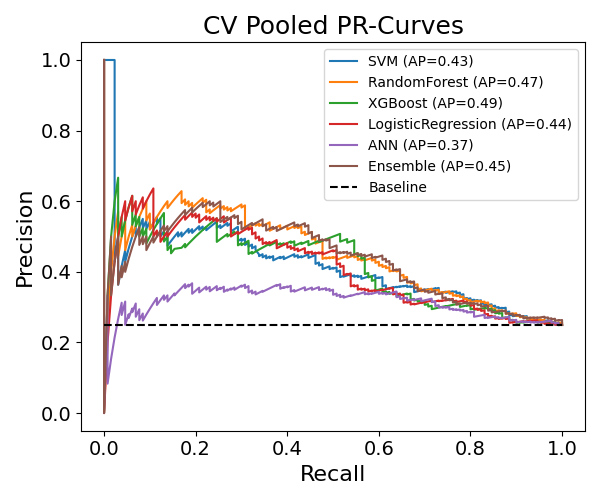 CV Pooled PR-Curves
SVM (AP=0.43)
RandomForest (AP=0.47)
XGBoost (AP=0.49)
LogisticRegression (AP=0.44)
ANN (AP=0.37)
Ensemble (AP=0.45)
Baseline
Precision
1.0
0.8
0.6
0.4
0.2
0.0
0.0 0.2 0.4 0.6 0.8 1.0
Recall